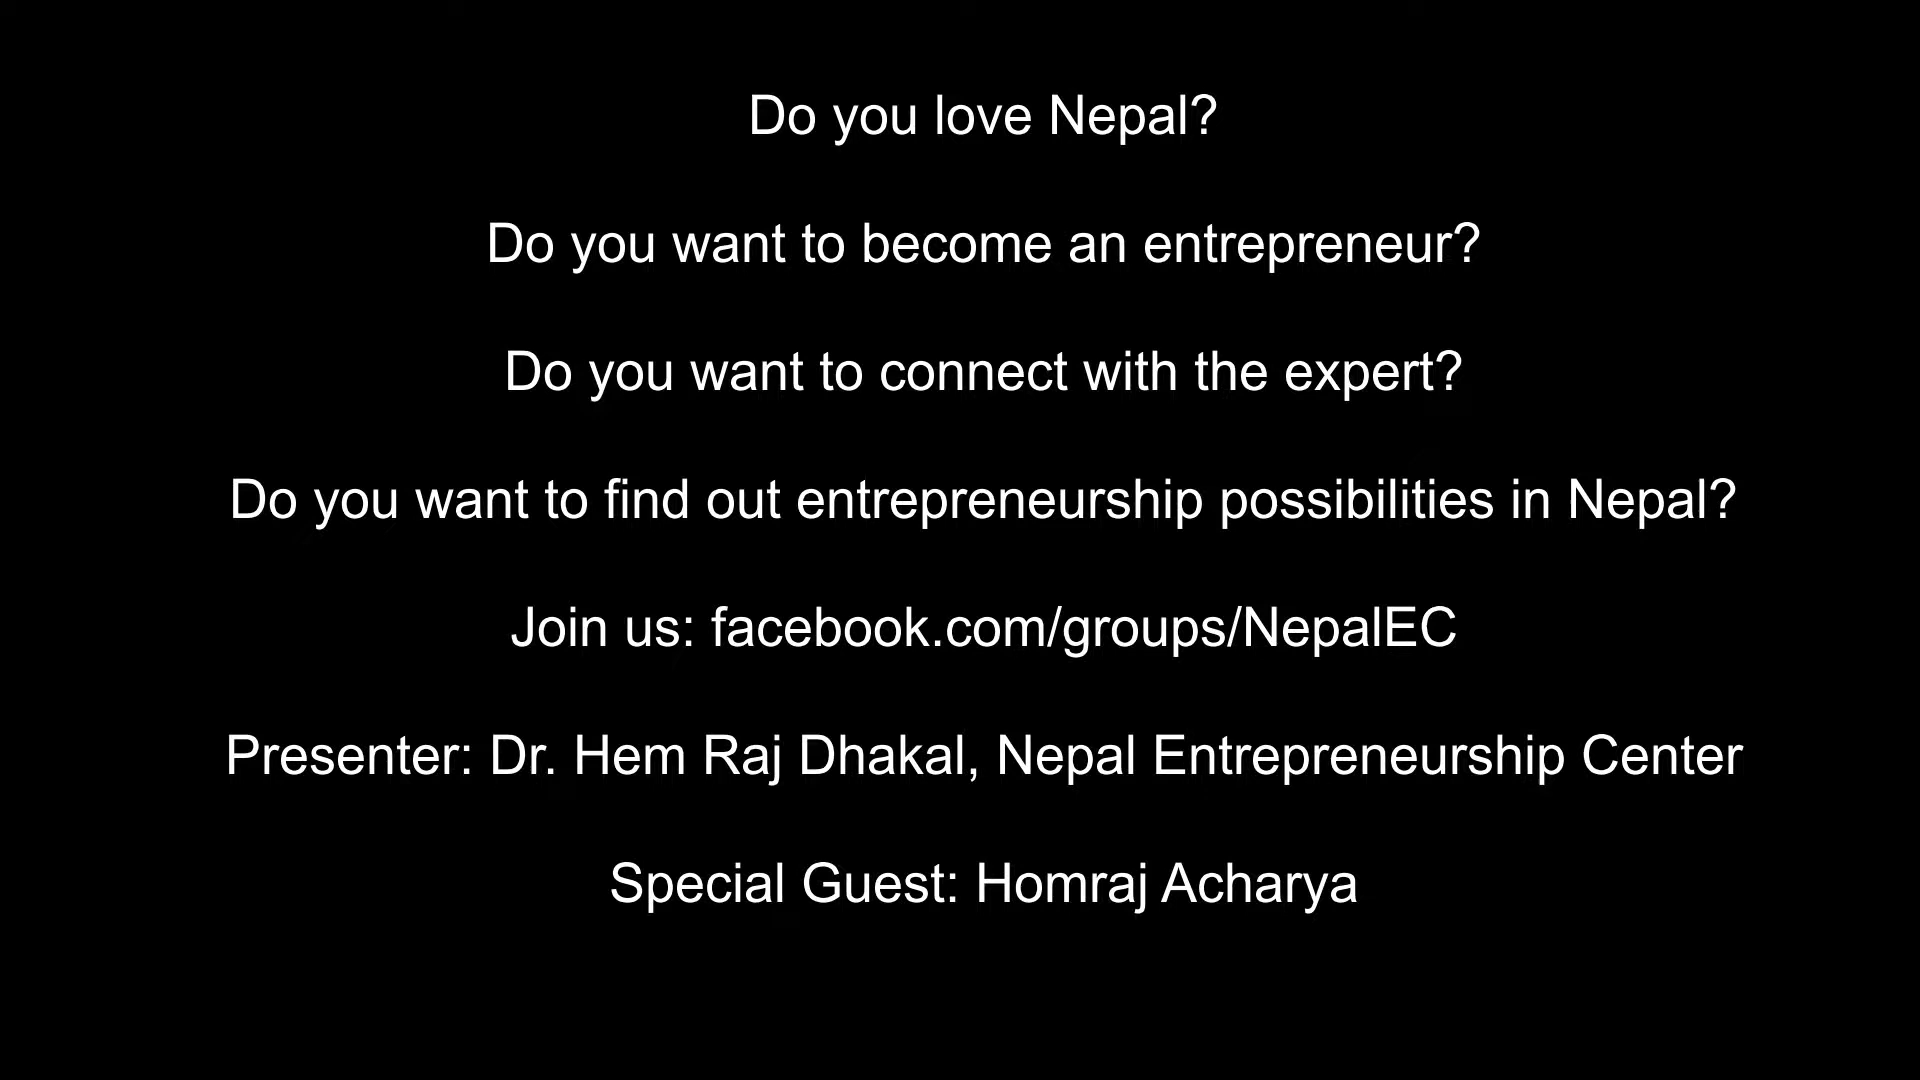 Do you love Nepal?
Do you want to become an entrepreneur?
Do you want to connect with the expert?
Do you want to find out entrepreneurship possibilities in Nepal?
Join us: facebook.com/groups/NepalEC
Presenter: Dr. Hem Raj Dhakal, Nepal Entrepreneurship Center
Special Guest: Homraj Acharya